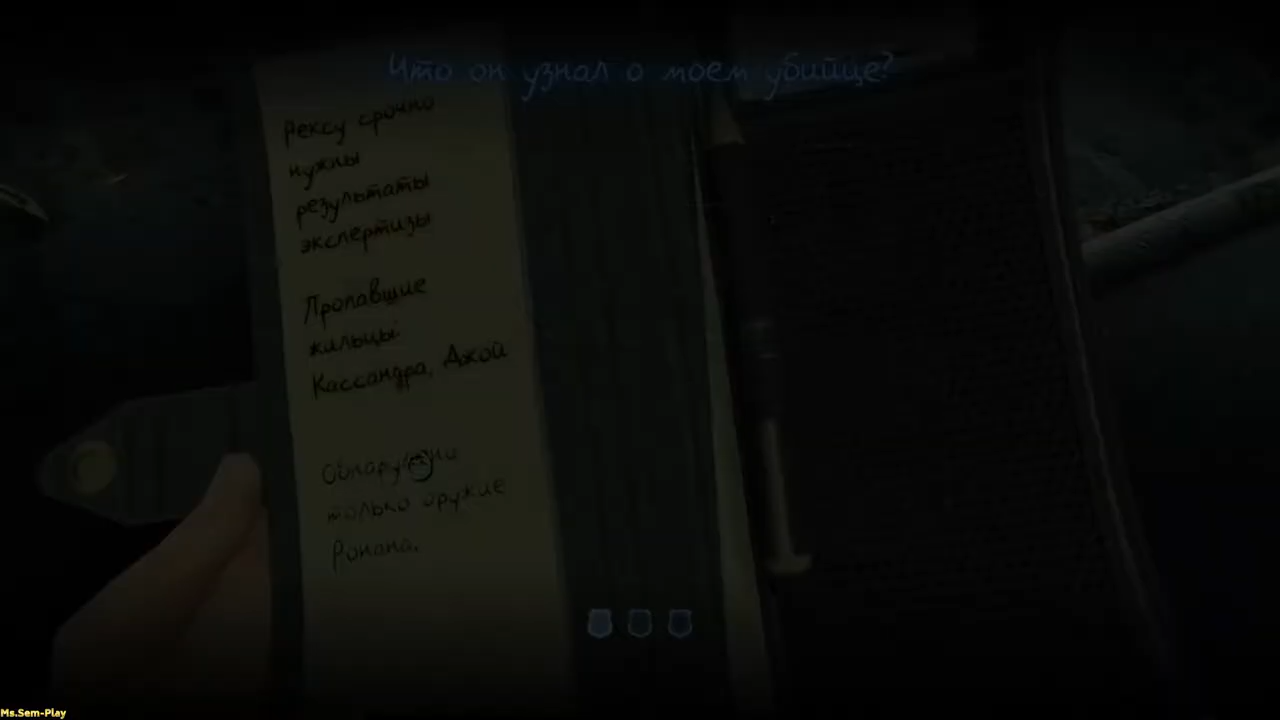 Что он узнал о моем убийце?
Рексу срочно
нужны
результаты
экспертизы
Пропавшие
жильцы:
Кассандра, Джой
Обнаружили
только оружие
Ронана.
Ms.Sem-Play